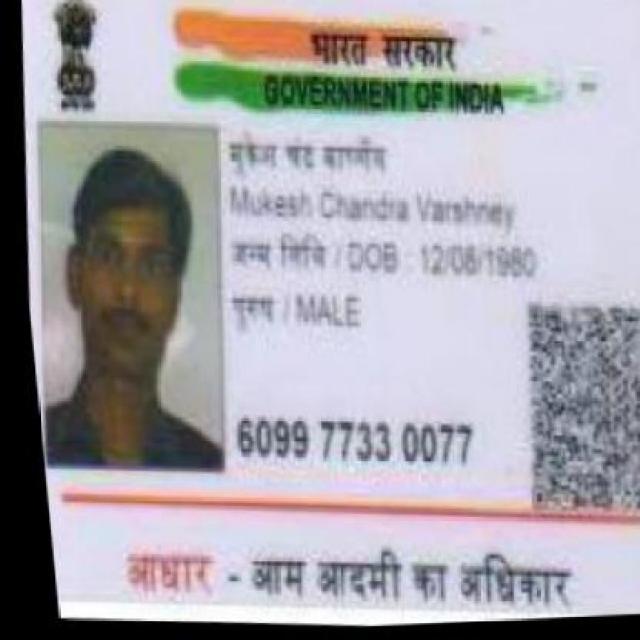 भारत सरकार
GOVERNMENT OF INDIA
मुकेश चंद्र
Mukesh Chandra Varshney
जन्म तिथि / DOB : 12/08/1980
पुरुष / MALE
6099 7733 0077
आधार - आम आदमी का अधिकार